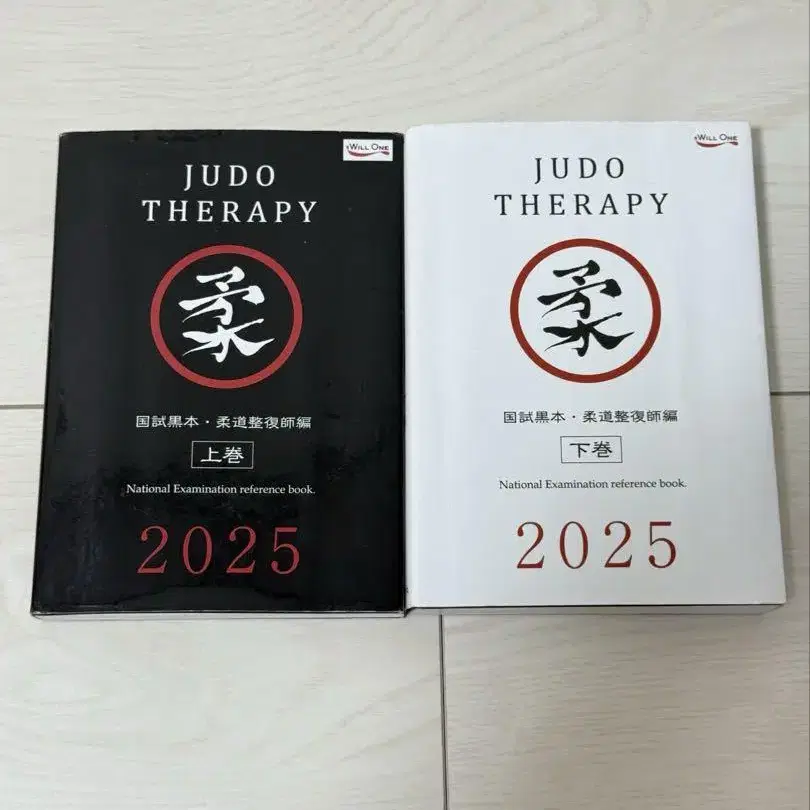 WILL ONE
JUDO
THERAPY
柔
国試黒本・柔道整復師編
上巻
National Examination reference book.
2025
WILL ONE
JUDO
THERAPY
柔
国試黒本・柔道整復師編
下巻
National Examination reference book.
2025